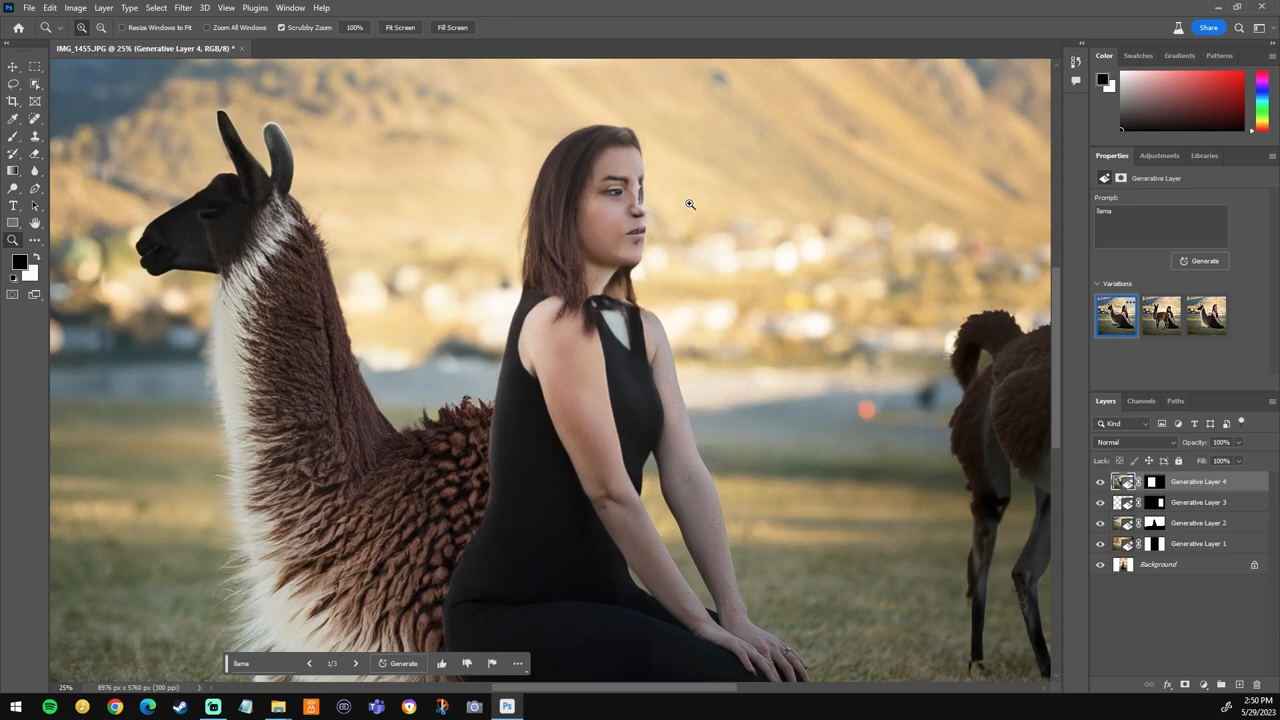 Ps File Edit Image Layer Type Select Filter 3D View Plugins Window Help
Resize Windows to Fit Zoom All Windows Scrubby Zoom 100% Fit Screen Fill Screen Share
IMG_1455.JPG @ 25% (Generative Layer 4, RGB/8) * ×
Color Swatches Gradients Patterns
Properties Adjustments Libraries
Generative Layer
Prompt:
llama
Generate
Variations
Layers Channels Paths
Kind
Normal Opacity: 100%
Lock: Fill: 100%
Generative Layer 4
Generative Layer 3
Generative Layer 2
Generative Layer 1
Background
llama 1/3 Generate
25% 8976 px x 5760 px (300 ppi)
Ps
2:50 PM
5/29/2023